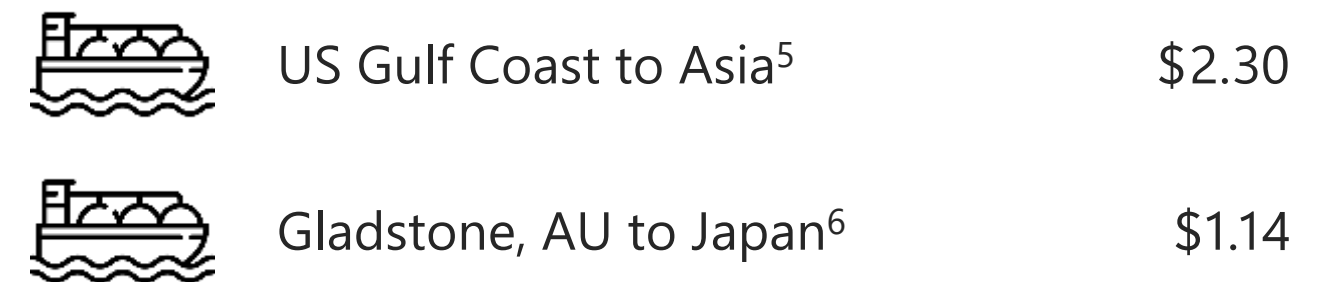 US Gulf Coast to Asia⁵ $2.30
Gladstone, AU to Japan⁶ $1.14